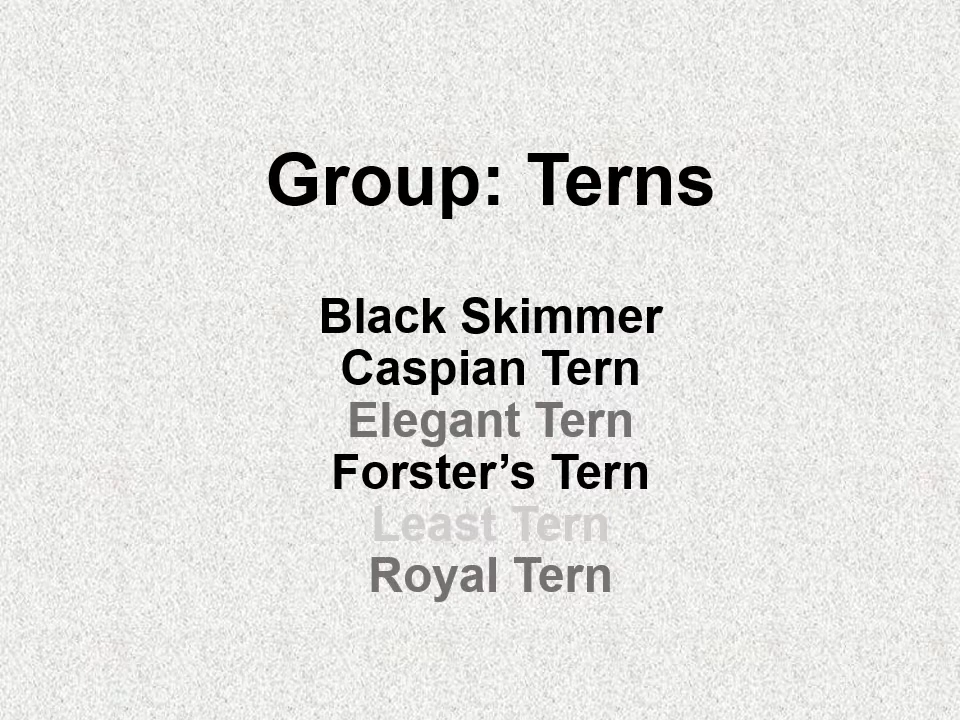 Group: Terns
Black Skimmer
Caspian Tern
Elegant Tern
Forster’s Tern
Least Tern
Royal Tern